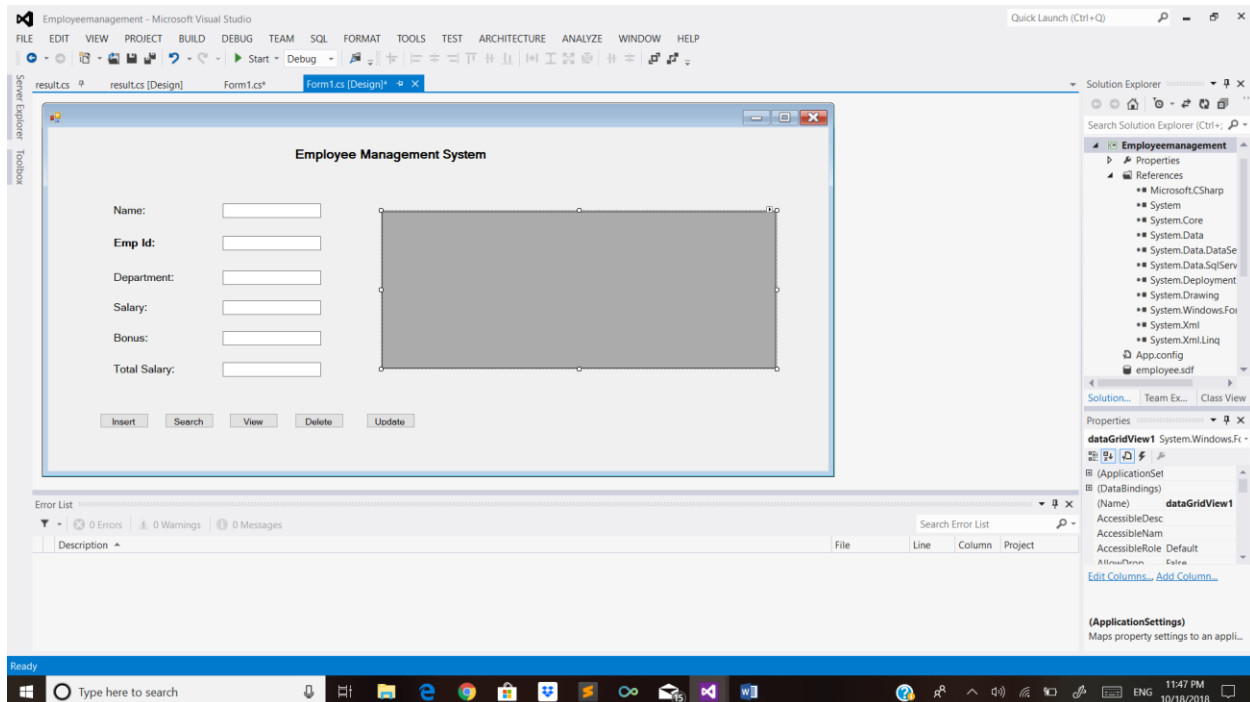 Employeemanagement - Microsoft Visual Studio
Quick Launch (Ctrl+Q)
FILE EDIT VIEW PROJECT BUILD DEBUG TEAM SQL FORMAT TOOLS TEST ARCHITECTURE ANALYZE WINDOW HELP
Start Debug
Server Explorer
Toolbox
result.cs result.cs [Design] Form1.cs* Form1.cs [Design]*
Employee Management System
Name:
Emp Id:
Department:
Salary:
Bonus:
Total Salary:
Insert Search View Delete Update
Error List
0 Errors 0 Warnings 0 Messages
Search Error List
Description File Line Column Project
Solution Explorer
Search Solution Explorer (Ctrl+;
Employeemanagement
Properties
References
Microsoft.CSharp
System
System.Core
System.Data
System.Data.DataSe
System.Data.SqlServ
System.Deployment
System.Drawing
System.Windows.For
System.Xml
System.Xml.Linq
App.config
employee.sdf
Solution... Team Ex... Class View
Properties
dataGridView1 System.Windows.Fc
(ApplicationSet
(DataBindings)
(Name) dataGridView1
AccessibleDesc
AccessibleNam
AccessibleRole Default
AllowDrop False
Edit Columns..., Add Column...
(ApplicationSettings)
Maps property settings to an appli...
Ready
Type here to search
15
ENG
11:47 PM
10/18/2018